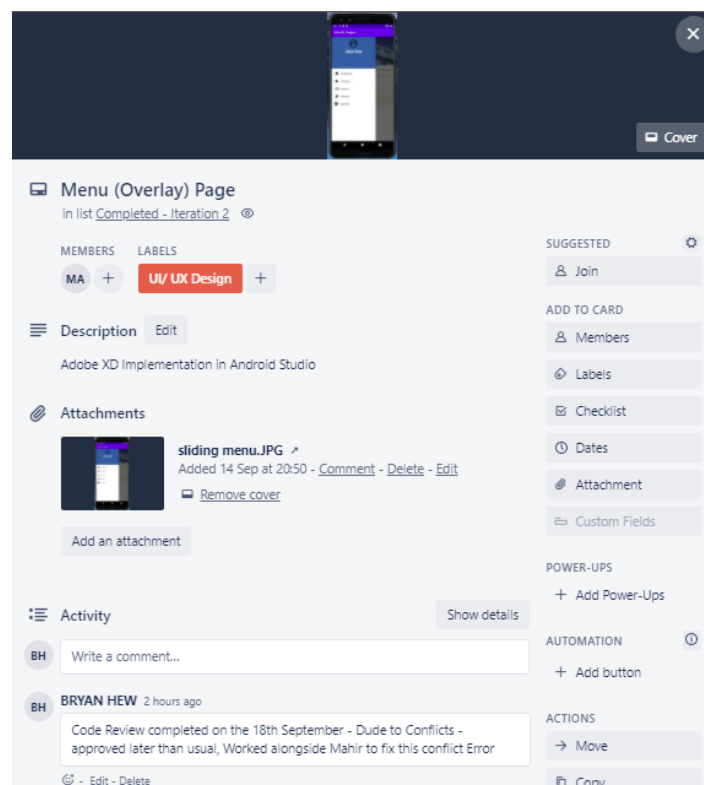 Cover
Menu (Overlay) Page
in list Completed - Iteration 2
MEMBERS LABELS
MA + UI/ UX Design +
Description Edit
Adobe XD Implementation in Android Studio
Attachments
sliding menu.JPG ↗
Added 14 Sep at 20:50 - Comment - Delete - Edit
Remove cover
Add an attachment
Activity Show details
BH Write a comment...
BH BRYAN HEW 2 hours ago
Code Review completed on the 18th September - Dude to Conflicts -
approved later than usual, Worked alongside Mahir to fix this conflict Error
- Edit - Delete
SUGGESTED
Join
ADD TO CARD
Members
Labels
Checklist
Dates
Attachment
Custom Fields
POWER-UPS
+ Add Power-Ups
AUTOMATION
+ Add button
ACTIONS
→ Move
Copy